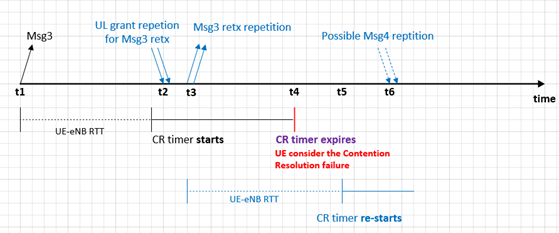 Msg3
UL grant repetion
for Msg3 retx
Msg3 retx repetition
Possible Msg4 reptition
t1
t2
t3
t4
t5
t6
time
UE-eNB RTT
CR timer starts
CR timer expires
UE consider the Contention
Resolution failure
UE-eNB RTT
CR timer re-starts